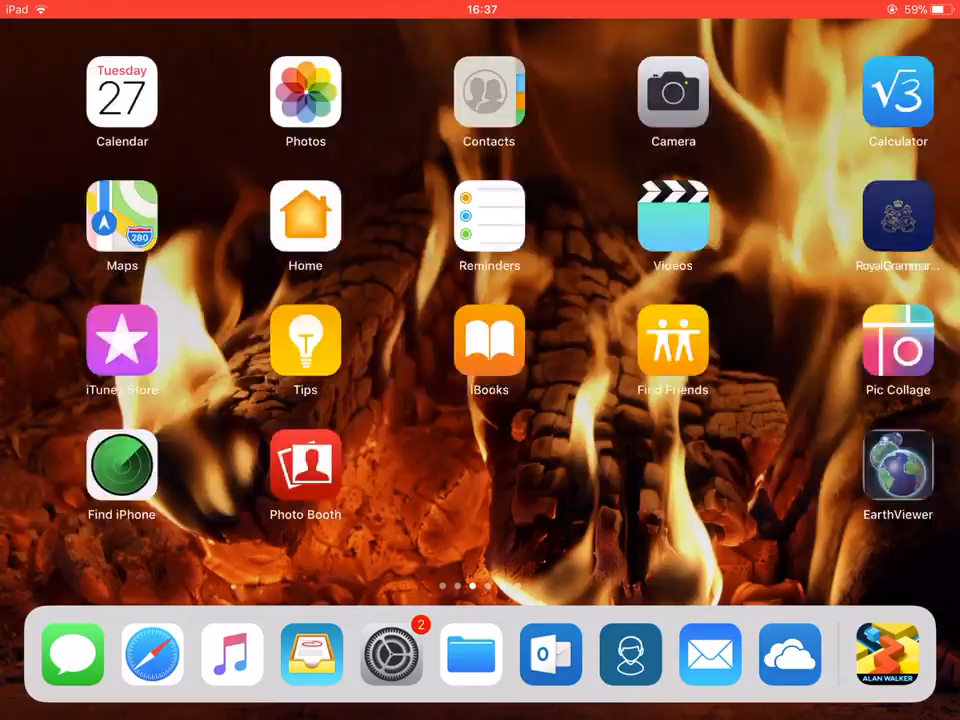 iPad 16:37 59%
Tuesday
27
√3
Calendar Photos Contacts Camera Calculator
280
Maps Home Reminders Videos RoyalGrammar...
iTunes Store Tips iBooks Find Friends Pic Collage
Find iPhone Photo Booth EarthViewer
2
ALAN WALKER